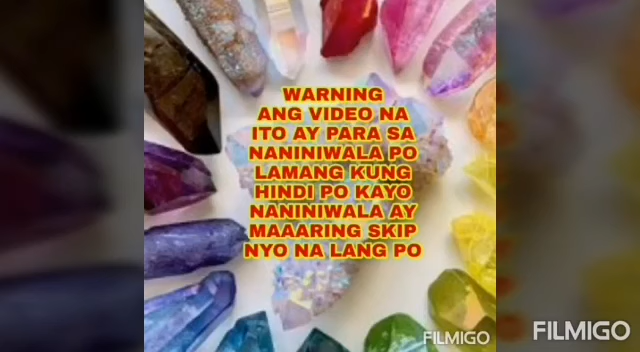 WARNING
ANG VIDEO NA
ITO AY PARA SA
NANINIWALA PO
LAMANG KUNG
HINDI PO KAYO
NANINIWALA AY
MAAARING SKIP
NYO NA LANG PO
FILMIGO
FILMIGO